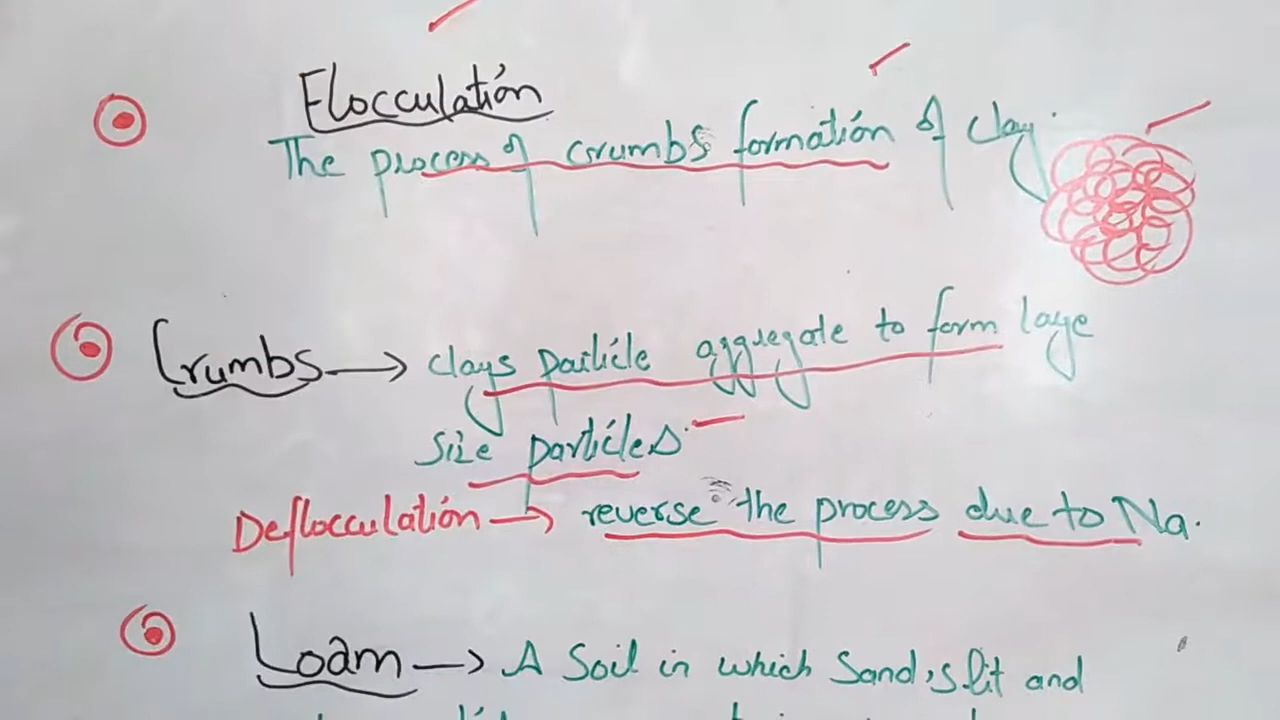 Flocculation
The process of crumbs formation of clay.
Crumbs → clays particle aggregate to form large
size particles.
Deflocculation → reverse the process due to Na.
Loam → A soil in which sand, slit and